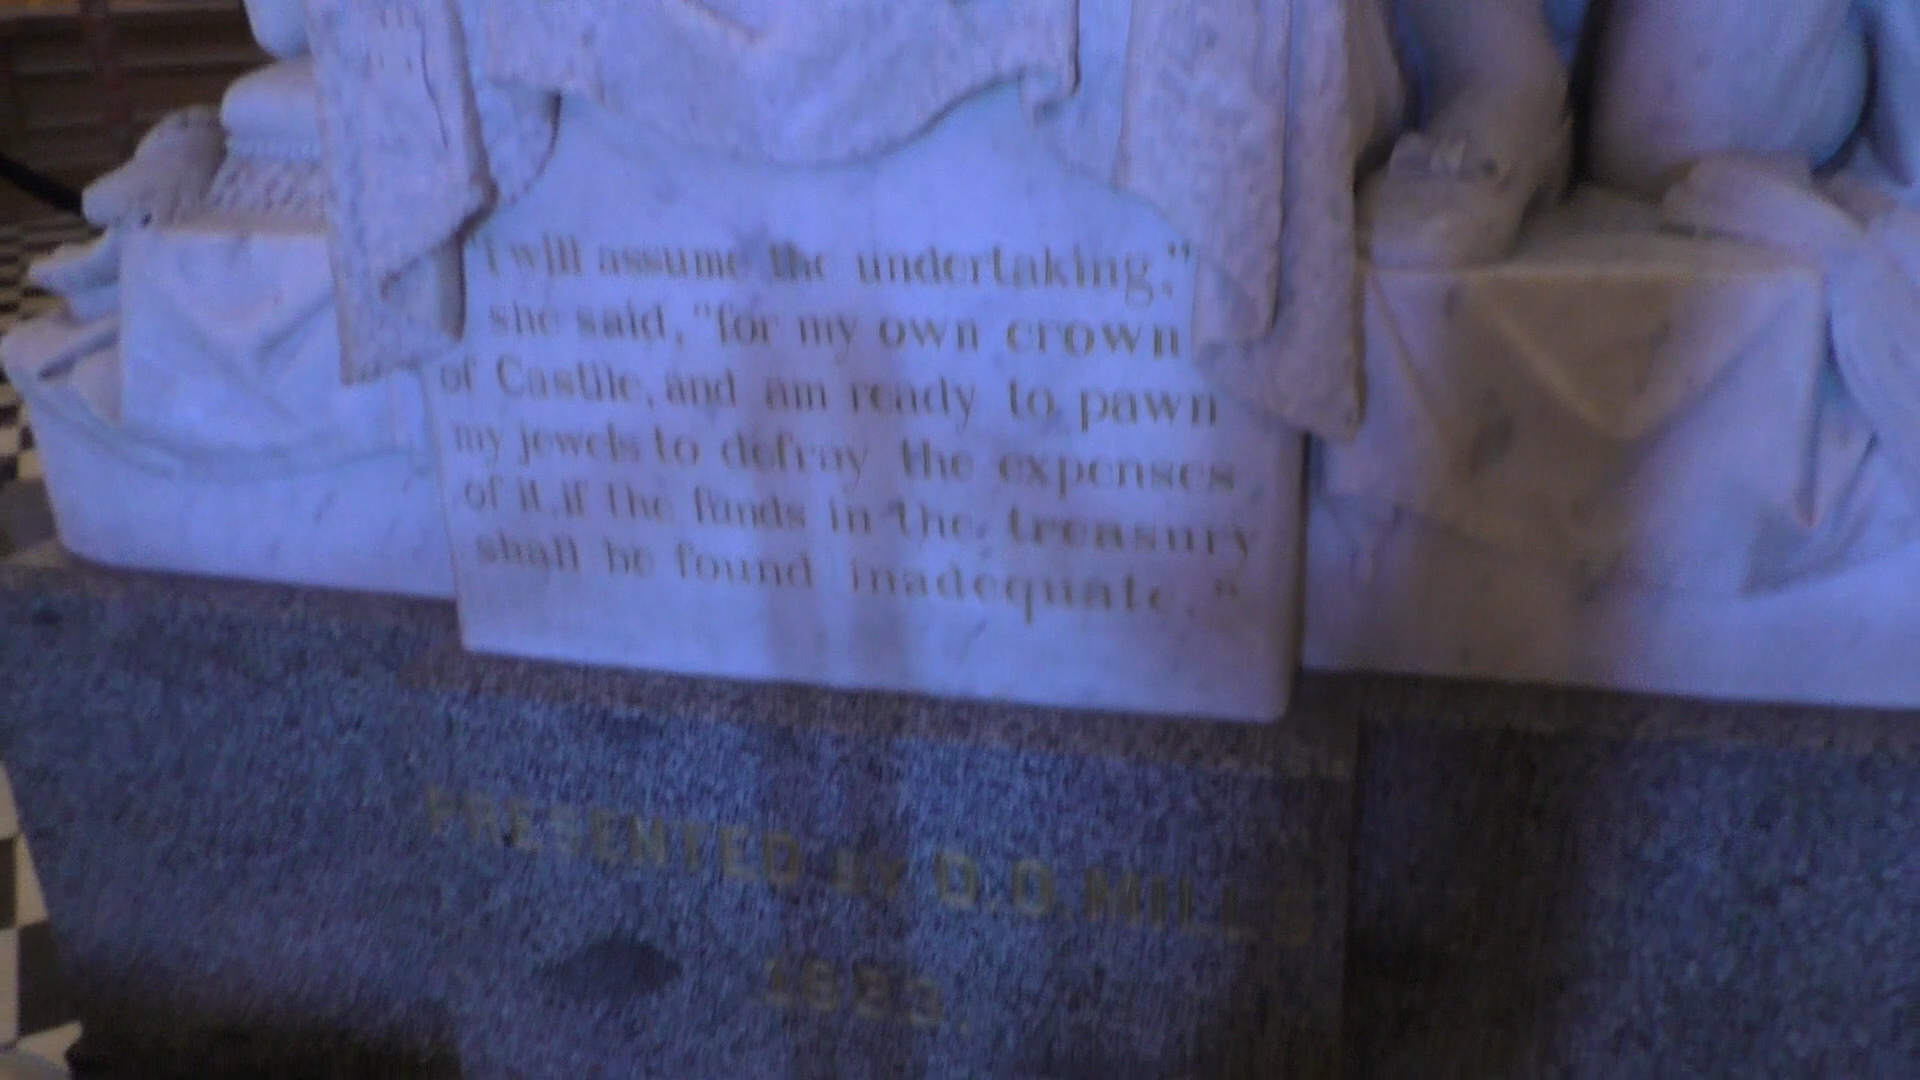 "I will assume the undertaking,"
she said, "for my own crown
of Castile, and am ready to pawn
my jewels to defray the expenses
of it, if the funds in the treasury
shall be found inadequate."
PRESENTED BY D.O. MILLS
1883.